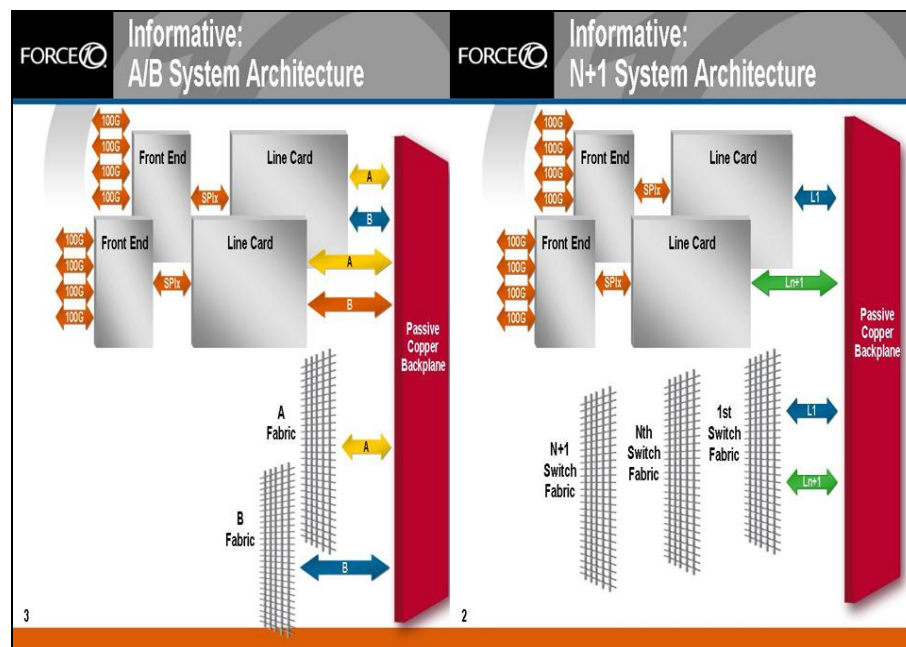 FORCE10
Informative:
A/B System Architecture
100G
100G
100G
100G
Front End
SPIx
Line Card
A
B
100G
100G
100G
100G
Front End
SPIx
Line Card
A
B
Passive
Copper
Backplane
A
Fabric
A
B
Fabric
B
3
FORCE10
Informative:
N+1 System Architecture
100G
100G
100G
100G
Front End
SPIx
Line Card
L1
100G
100G
100G
100G
Front End
SPIx
Line Card
Ln+1
Passive
Copper
Backplane
N+1
Switch
Fabric
Nth
Switch
Fabric
1st
Switch
Fabric
L1
Ln+1
2